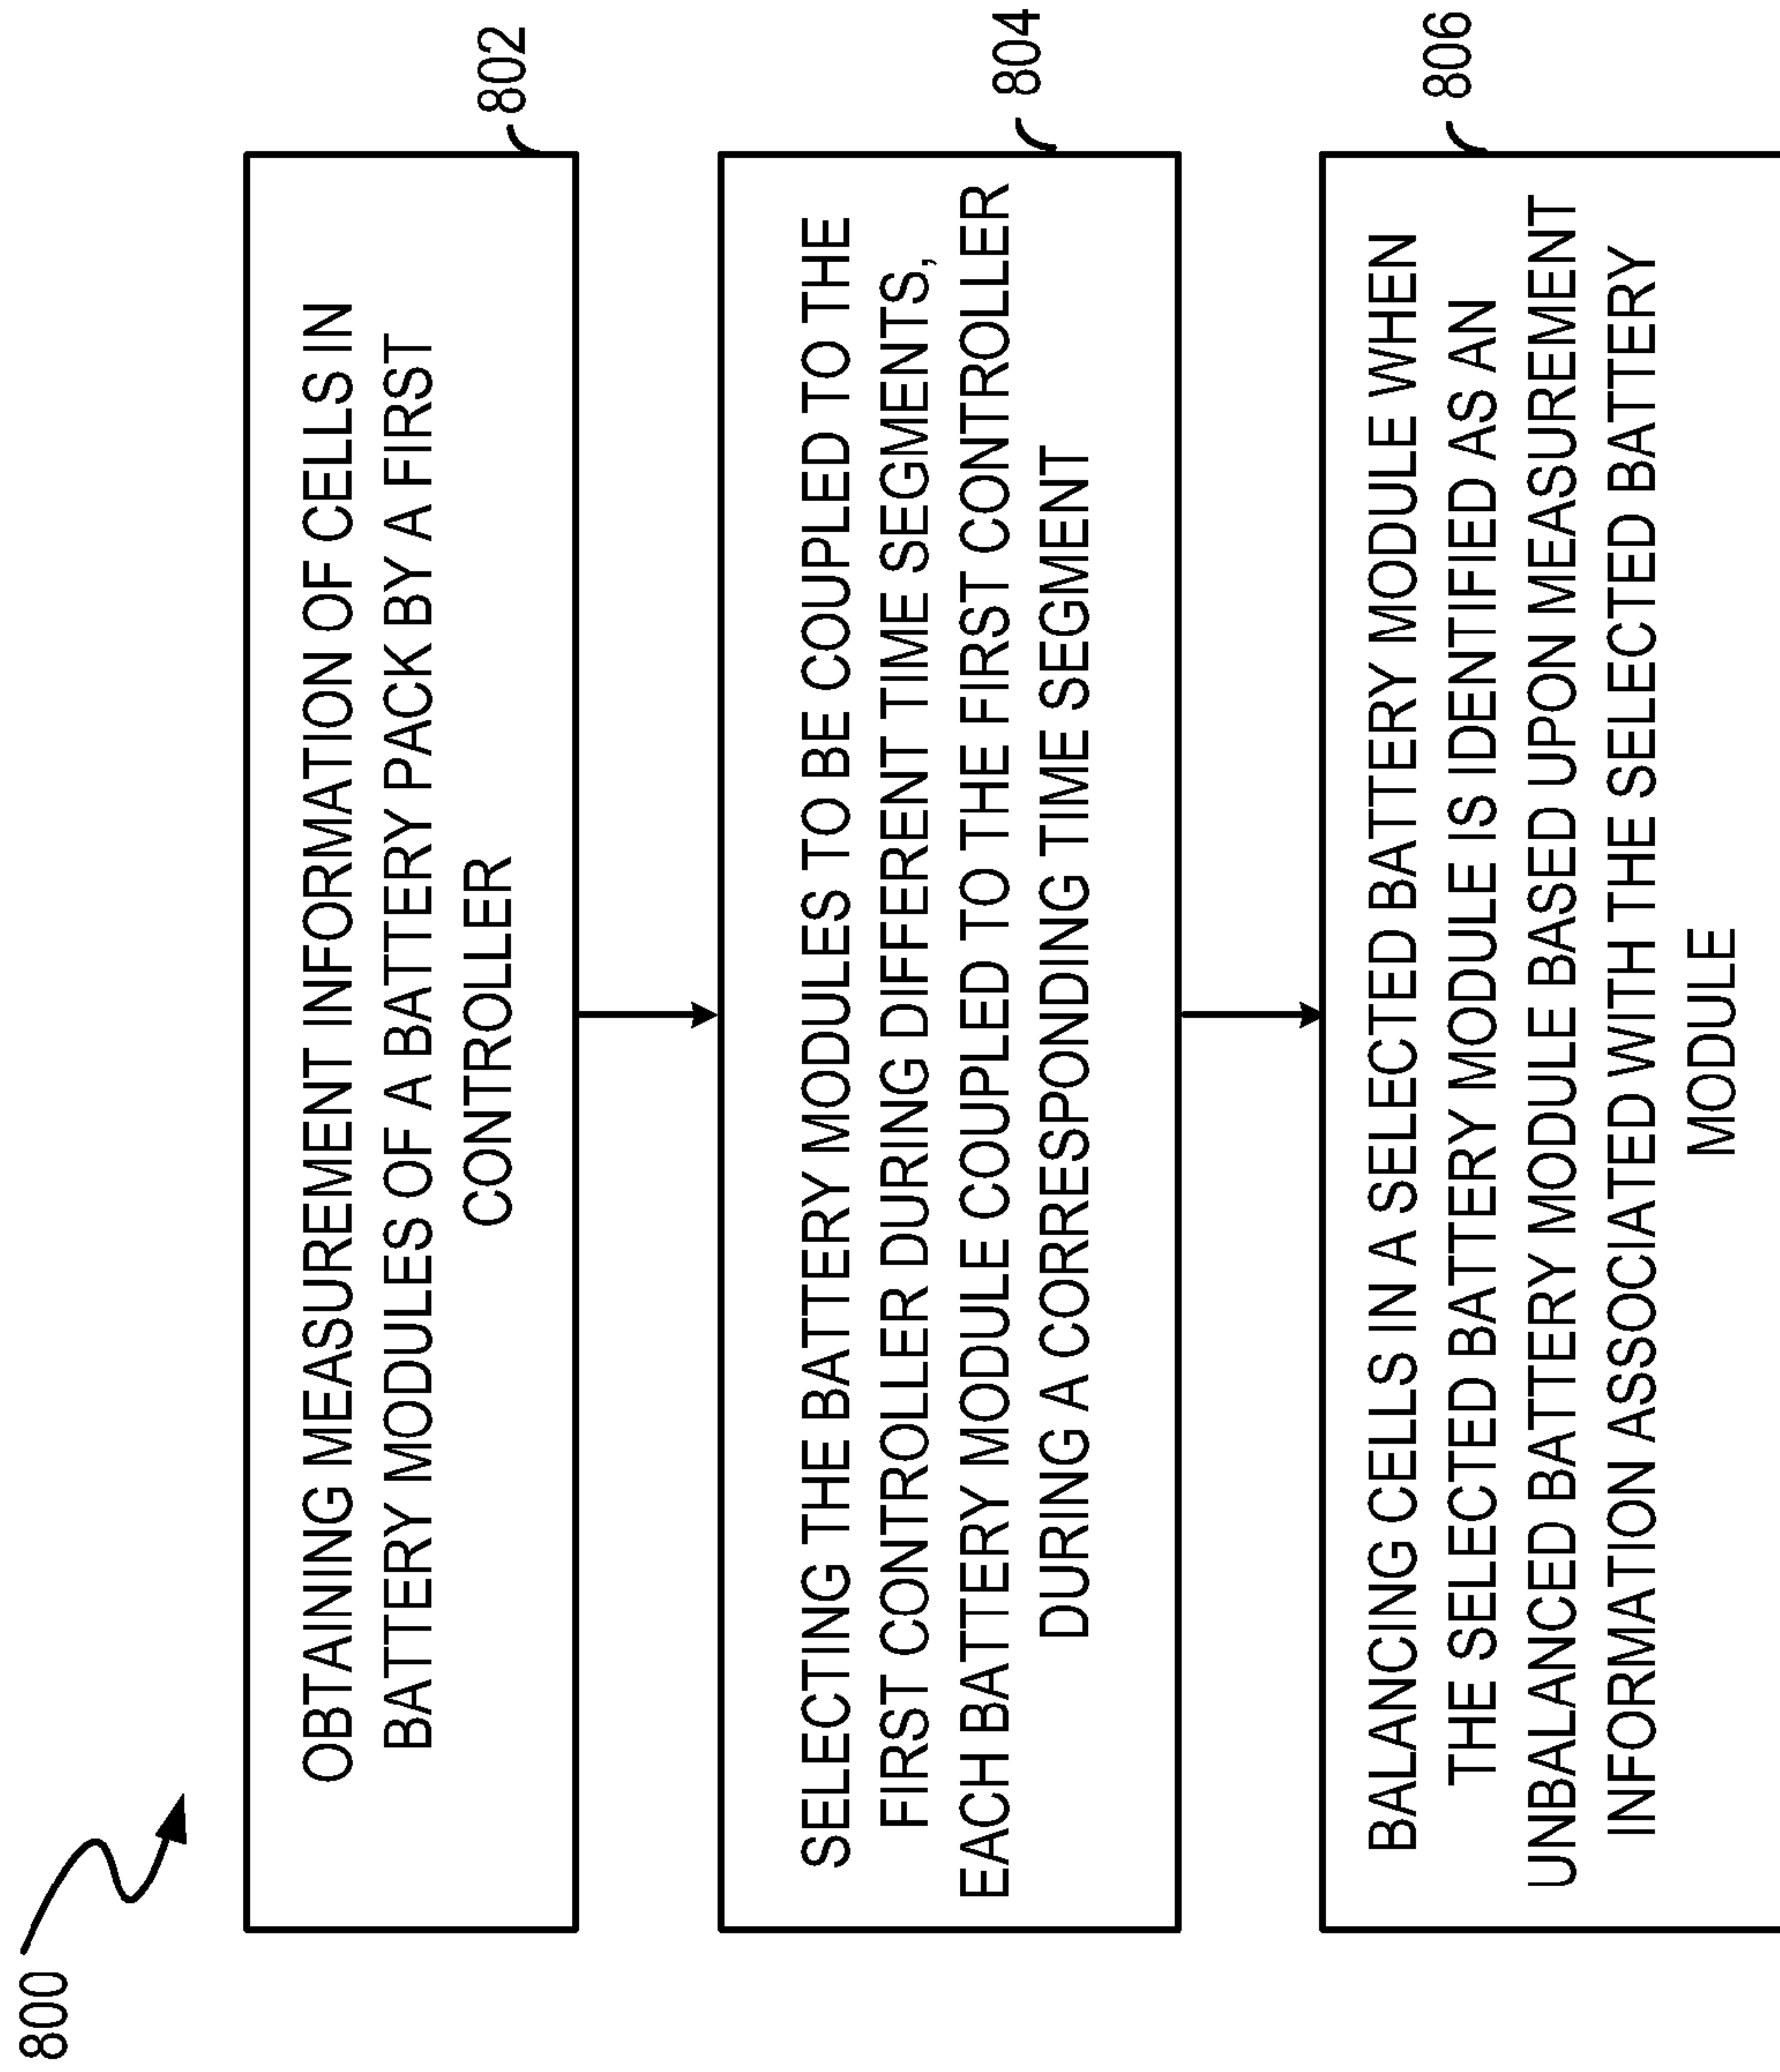 800
OBTAINING MEASUREMENT INFORMATION OF CELLS IN
BATTERY MODULES OF A BATTERY PACK BY A FIRST
CONTROLLER
802
SELECTING THE BATTERY MODULES TO BE COUPLED TO THE
FIRST CONTROLLER DURING DIFFERENT TIME SEGMENTS,
EACH BATTERY MODULE COUPLED TO THE FIRST CONTROLLER
DURING A CORRESPONDING TIME SEGMENT
804
BALANCING CELLS IN A SELECTED BATTERY MODULE WHEN
THE SELECTED BATTERY MODULE IS IDENTIFIED AS AN
UNBALANCED BATTERY MODULE BASED UPON MEASUREMENT
INFORMATION ASSOCIATED WITH THE SELECTED BATTERY
MODULE
806